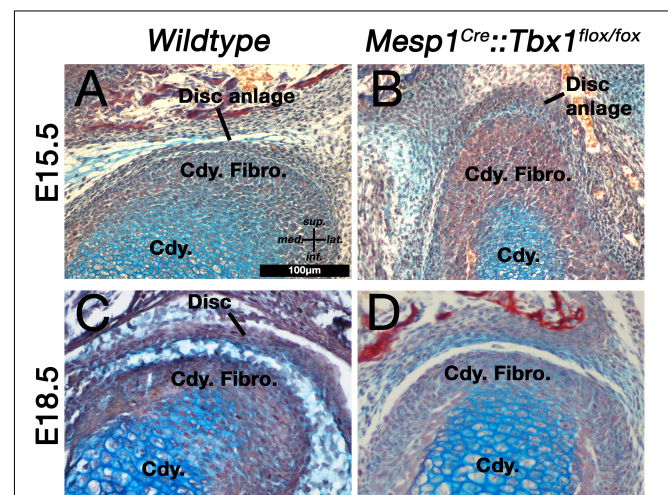 Wildtype
Mesp1Cre::Tbx1flox/fox
E15.5
A
Disc anlage
Cdy. Fibro.
Cdy.
sup.
med. lat.
inf.
100µm
B
Disc
anlage
Cdy. Fibro.
Cdy.
E18.5
C
Disc
Cdy. Fibro.
Cdy.
D
Cdy. Fibro.
Cdy.